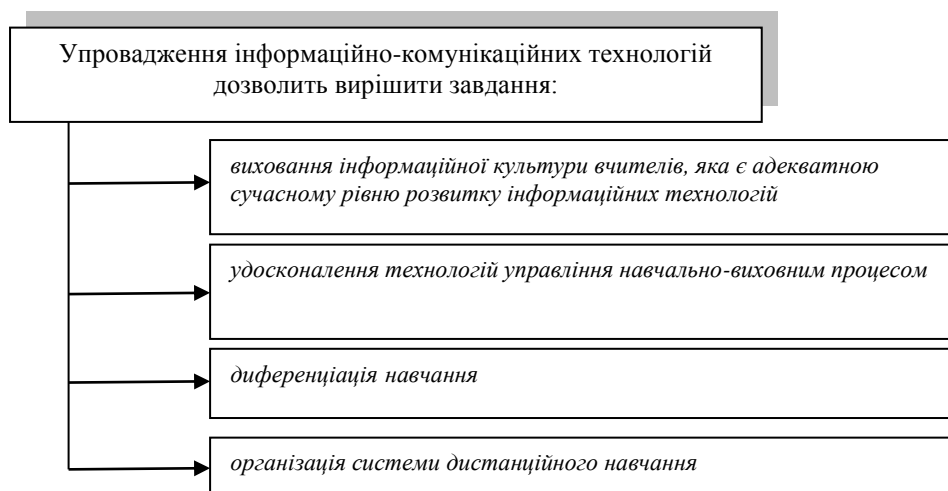 Упровадження інформаційно-комунікаційних технологій
дозволить вирішити завдання:
виховання інформаційної культури вчителів, яка є адекватною
сучасному рівню розвитку інформаційних технологій
удосконалення технологій управління навчально-виховним процесом
диференціація навчання
організація системи дистанційного навчання